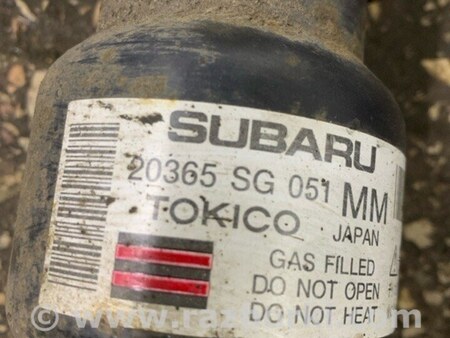 SUBARU
20365 SG 051 MM
TOKICO JAPAN
GAS FILLED
DO NOT OPEN
DO NOT HEAT